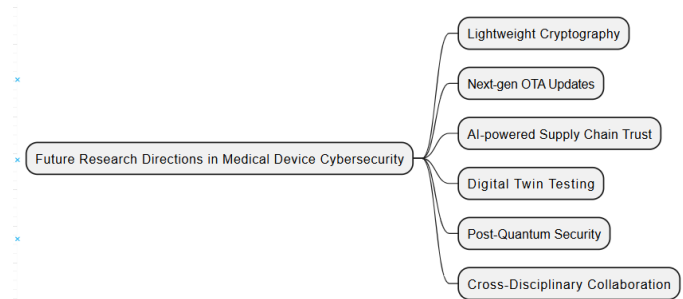 Lightweight Cryptography
Next-gen OTA Updates
AI-powered Supply Chain Trust
Future Research Directions in Medical Device Cybersecurity
Digital Twin Testing
Post-Quantum Security
Cross-Disciplinary Collaboration